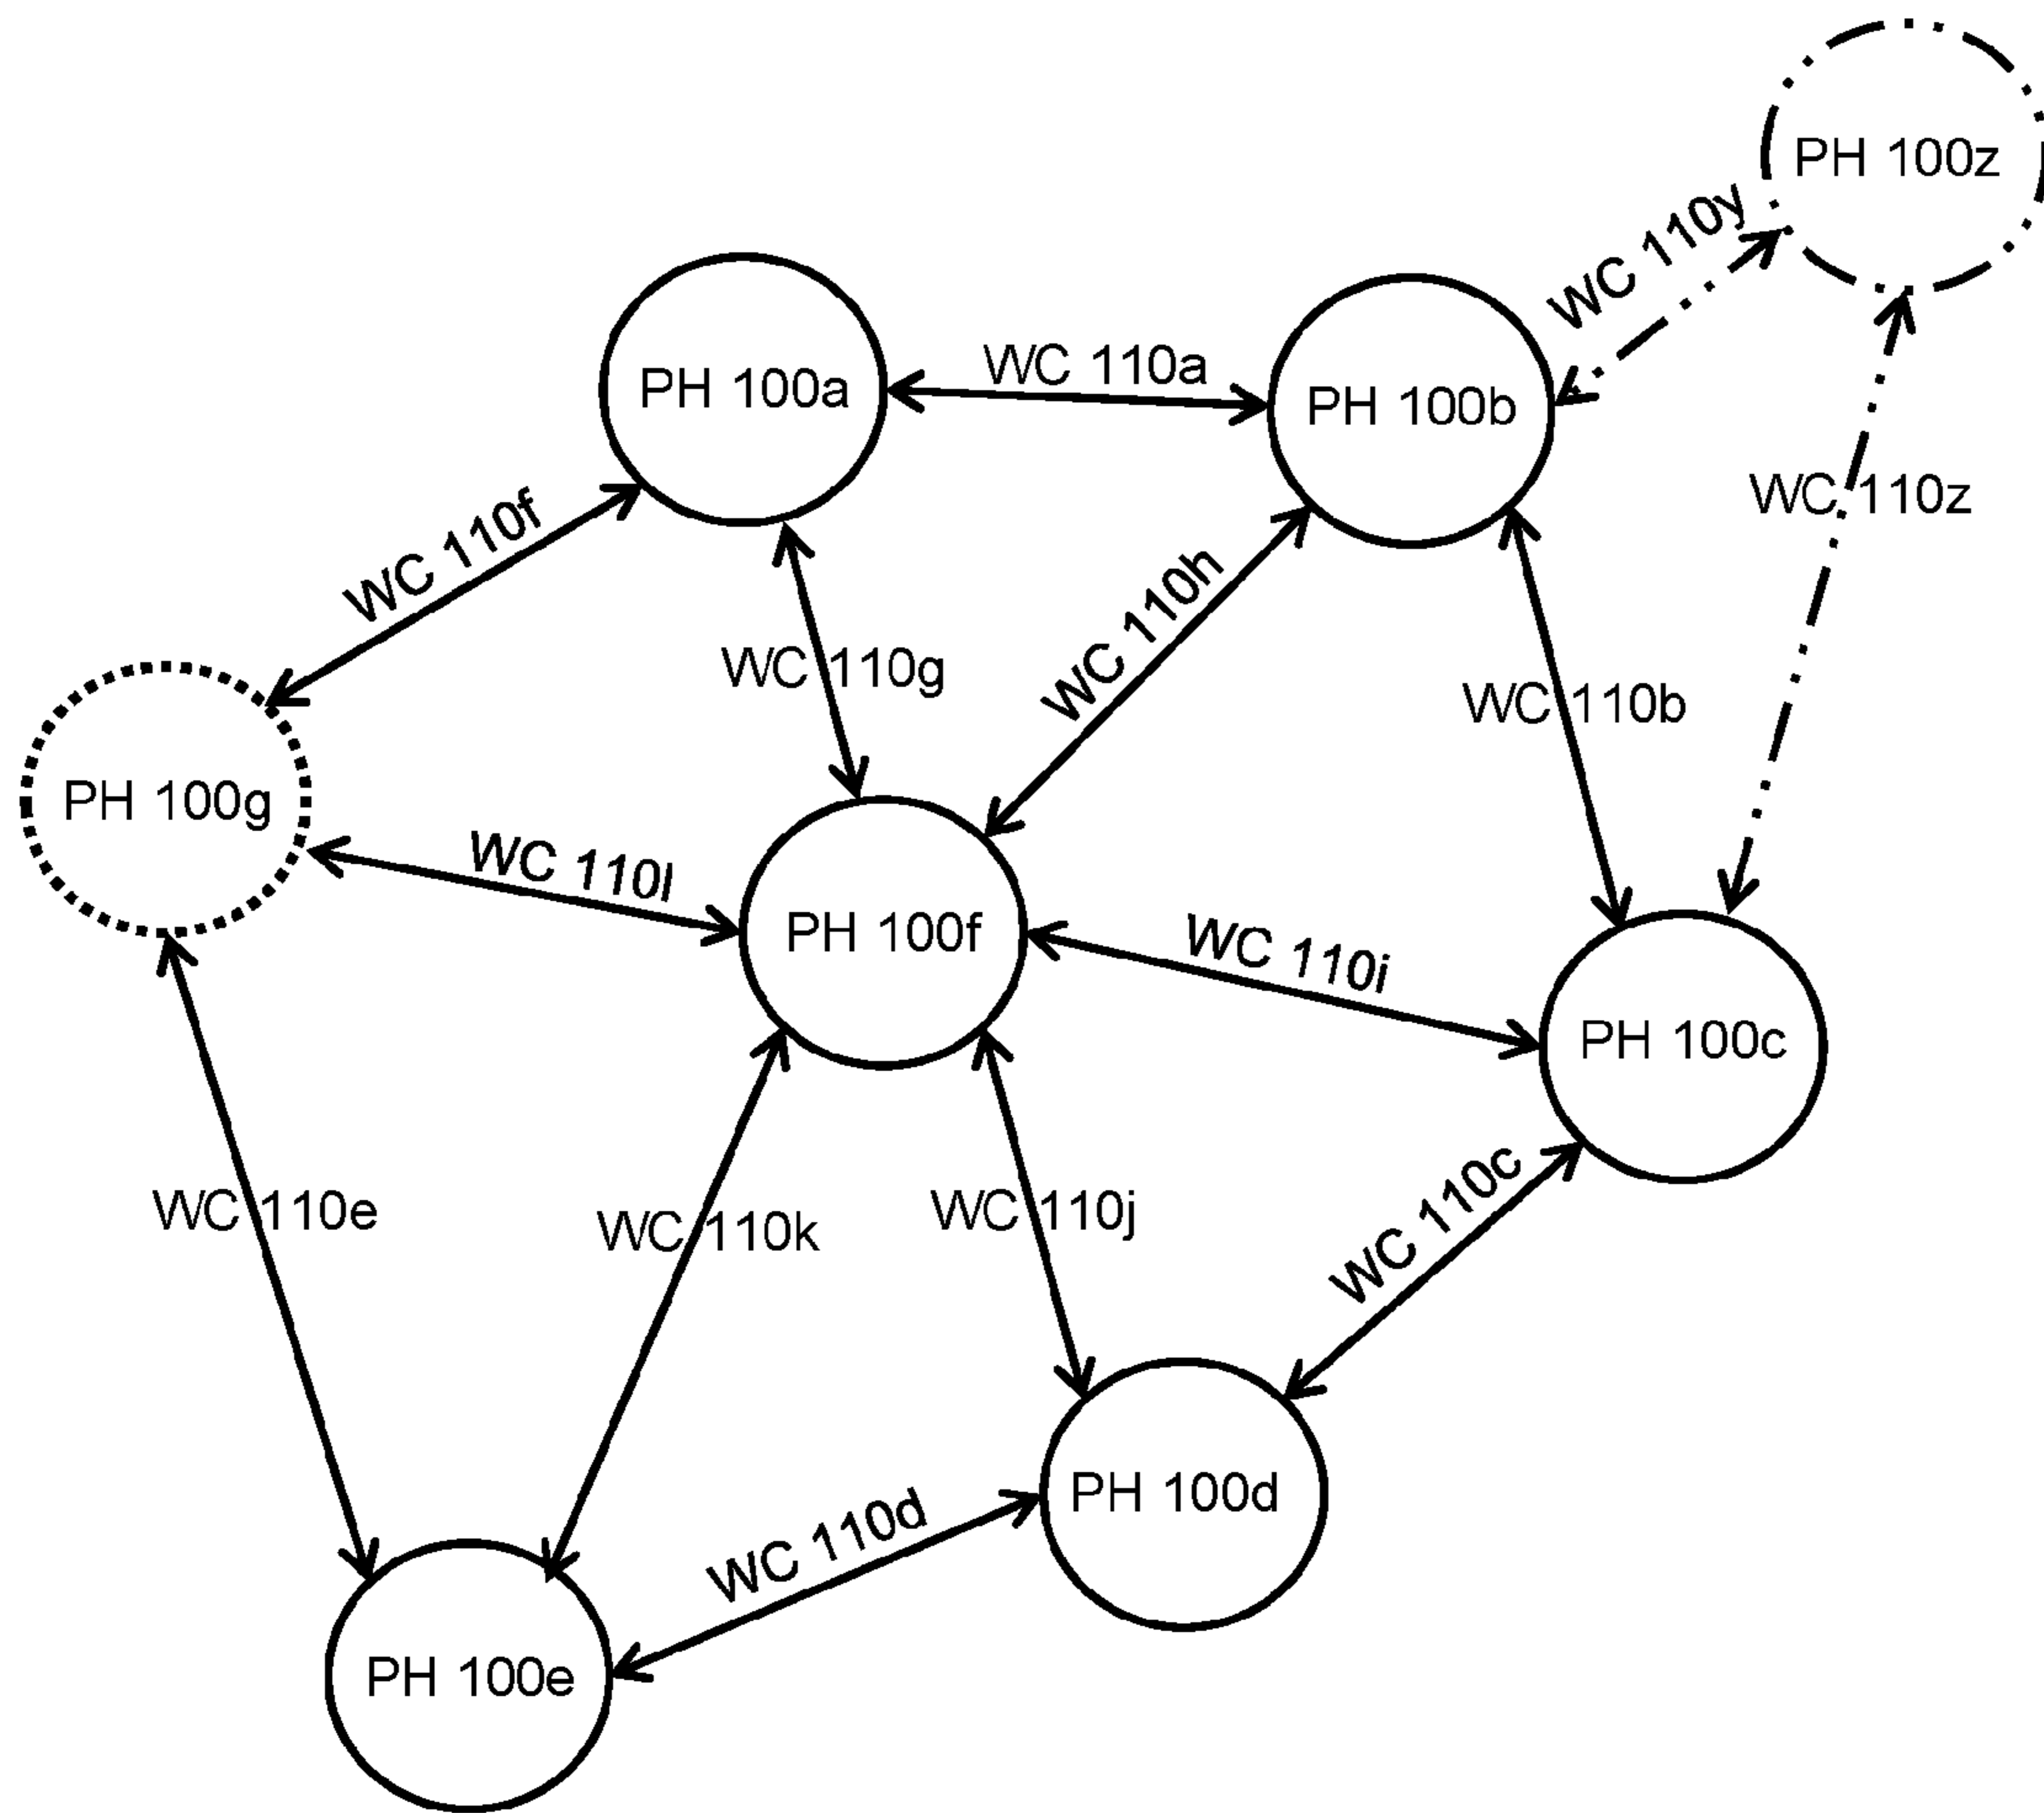 PH 100z
WC 110y
PH 100a
WC 110a
PH 100b
WC 110z
WC 110f
WC 110g
WC 110h
WC 110b
PH 100g
WC 110l
PH 100f
WC 110i
PH 100c
WC 110e
WC 110k
WC 110j
WC 110c
PH 100d
WC 110d
PH 100e